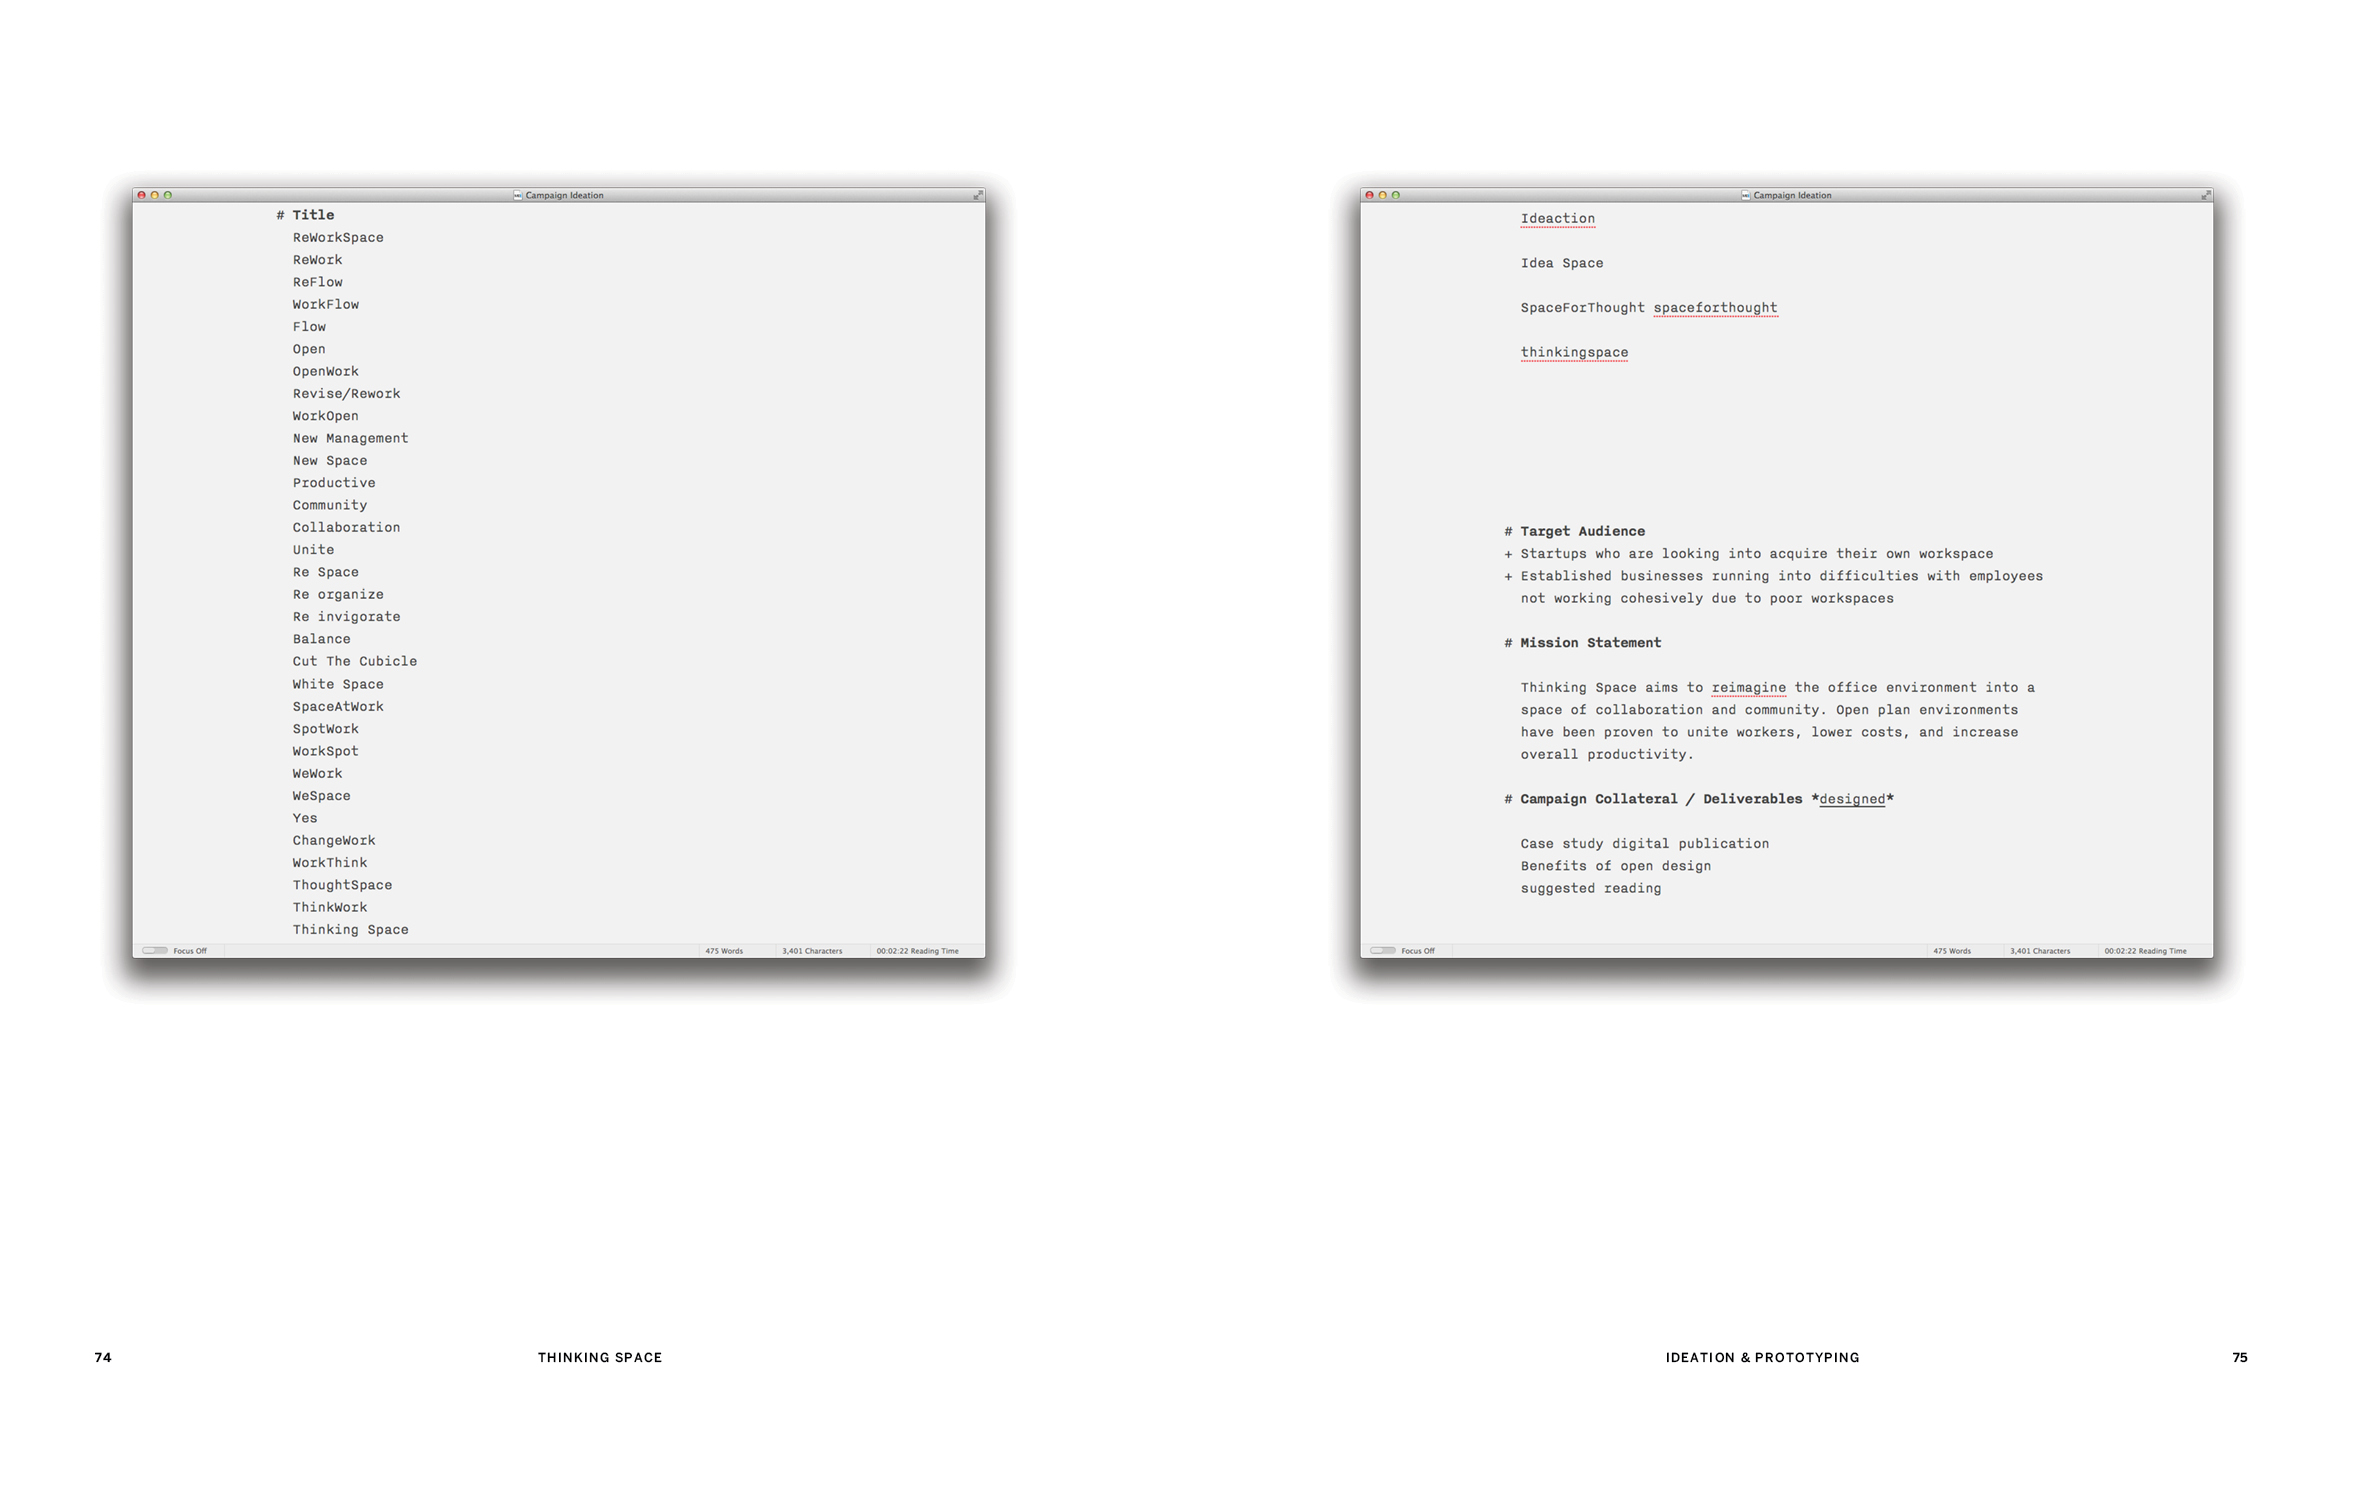 Campaign Ideation
# Title
ReWorkSpace
ReWork
ReFlow
WorkFlow
Flow
Open
OpenWork
Revise/Rework
WorkOpen
New Management
New Space
Productive
Community
Collaboration
Unite
Re Space
Re organize
Re invigorate
Balance
Cut The Cubicle
White Space
SpaceAtWork
SpotWork
WorkSpot
WeWork
WeSpace
Yes
ChangeWork
WorkThink
ThoughtSpace
ThinkWork
Thinking Space
Focus Off 475 Words 3,401 Characters 00:02:22 Reading Time
74 THINKING SPACE
Campaign Ideation
Ideaction
Idea Space
SpaceForThought spaceforthought
thinkingspace
# Target Audience
+ Startups who are looking into acquire their own workspace
+ Established businesses running into difficulties with employees
not working cohesively due to poor workspaces
# Mission Statement
Thinking Space aims to reimagine the office environment into a
space of collaboration and community. Open plan environments
have been proven to unite workers, lower costs, and increase
overall productivity.
# Campaign Collateral / Deliverables *designed*
Case study digital publication
Benefits of open design
suggested reading
Focus Off 475 Words 3,401 Characters 00:02:22 Reading Time
IDEATION & PROTOTYPING 75